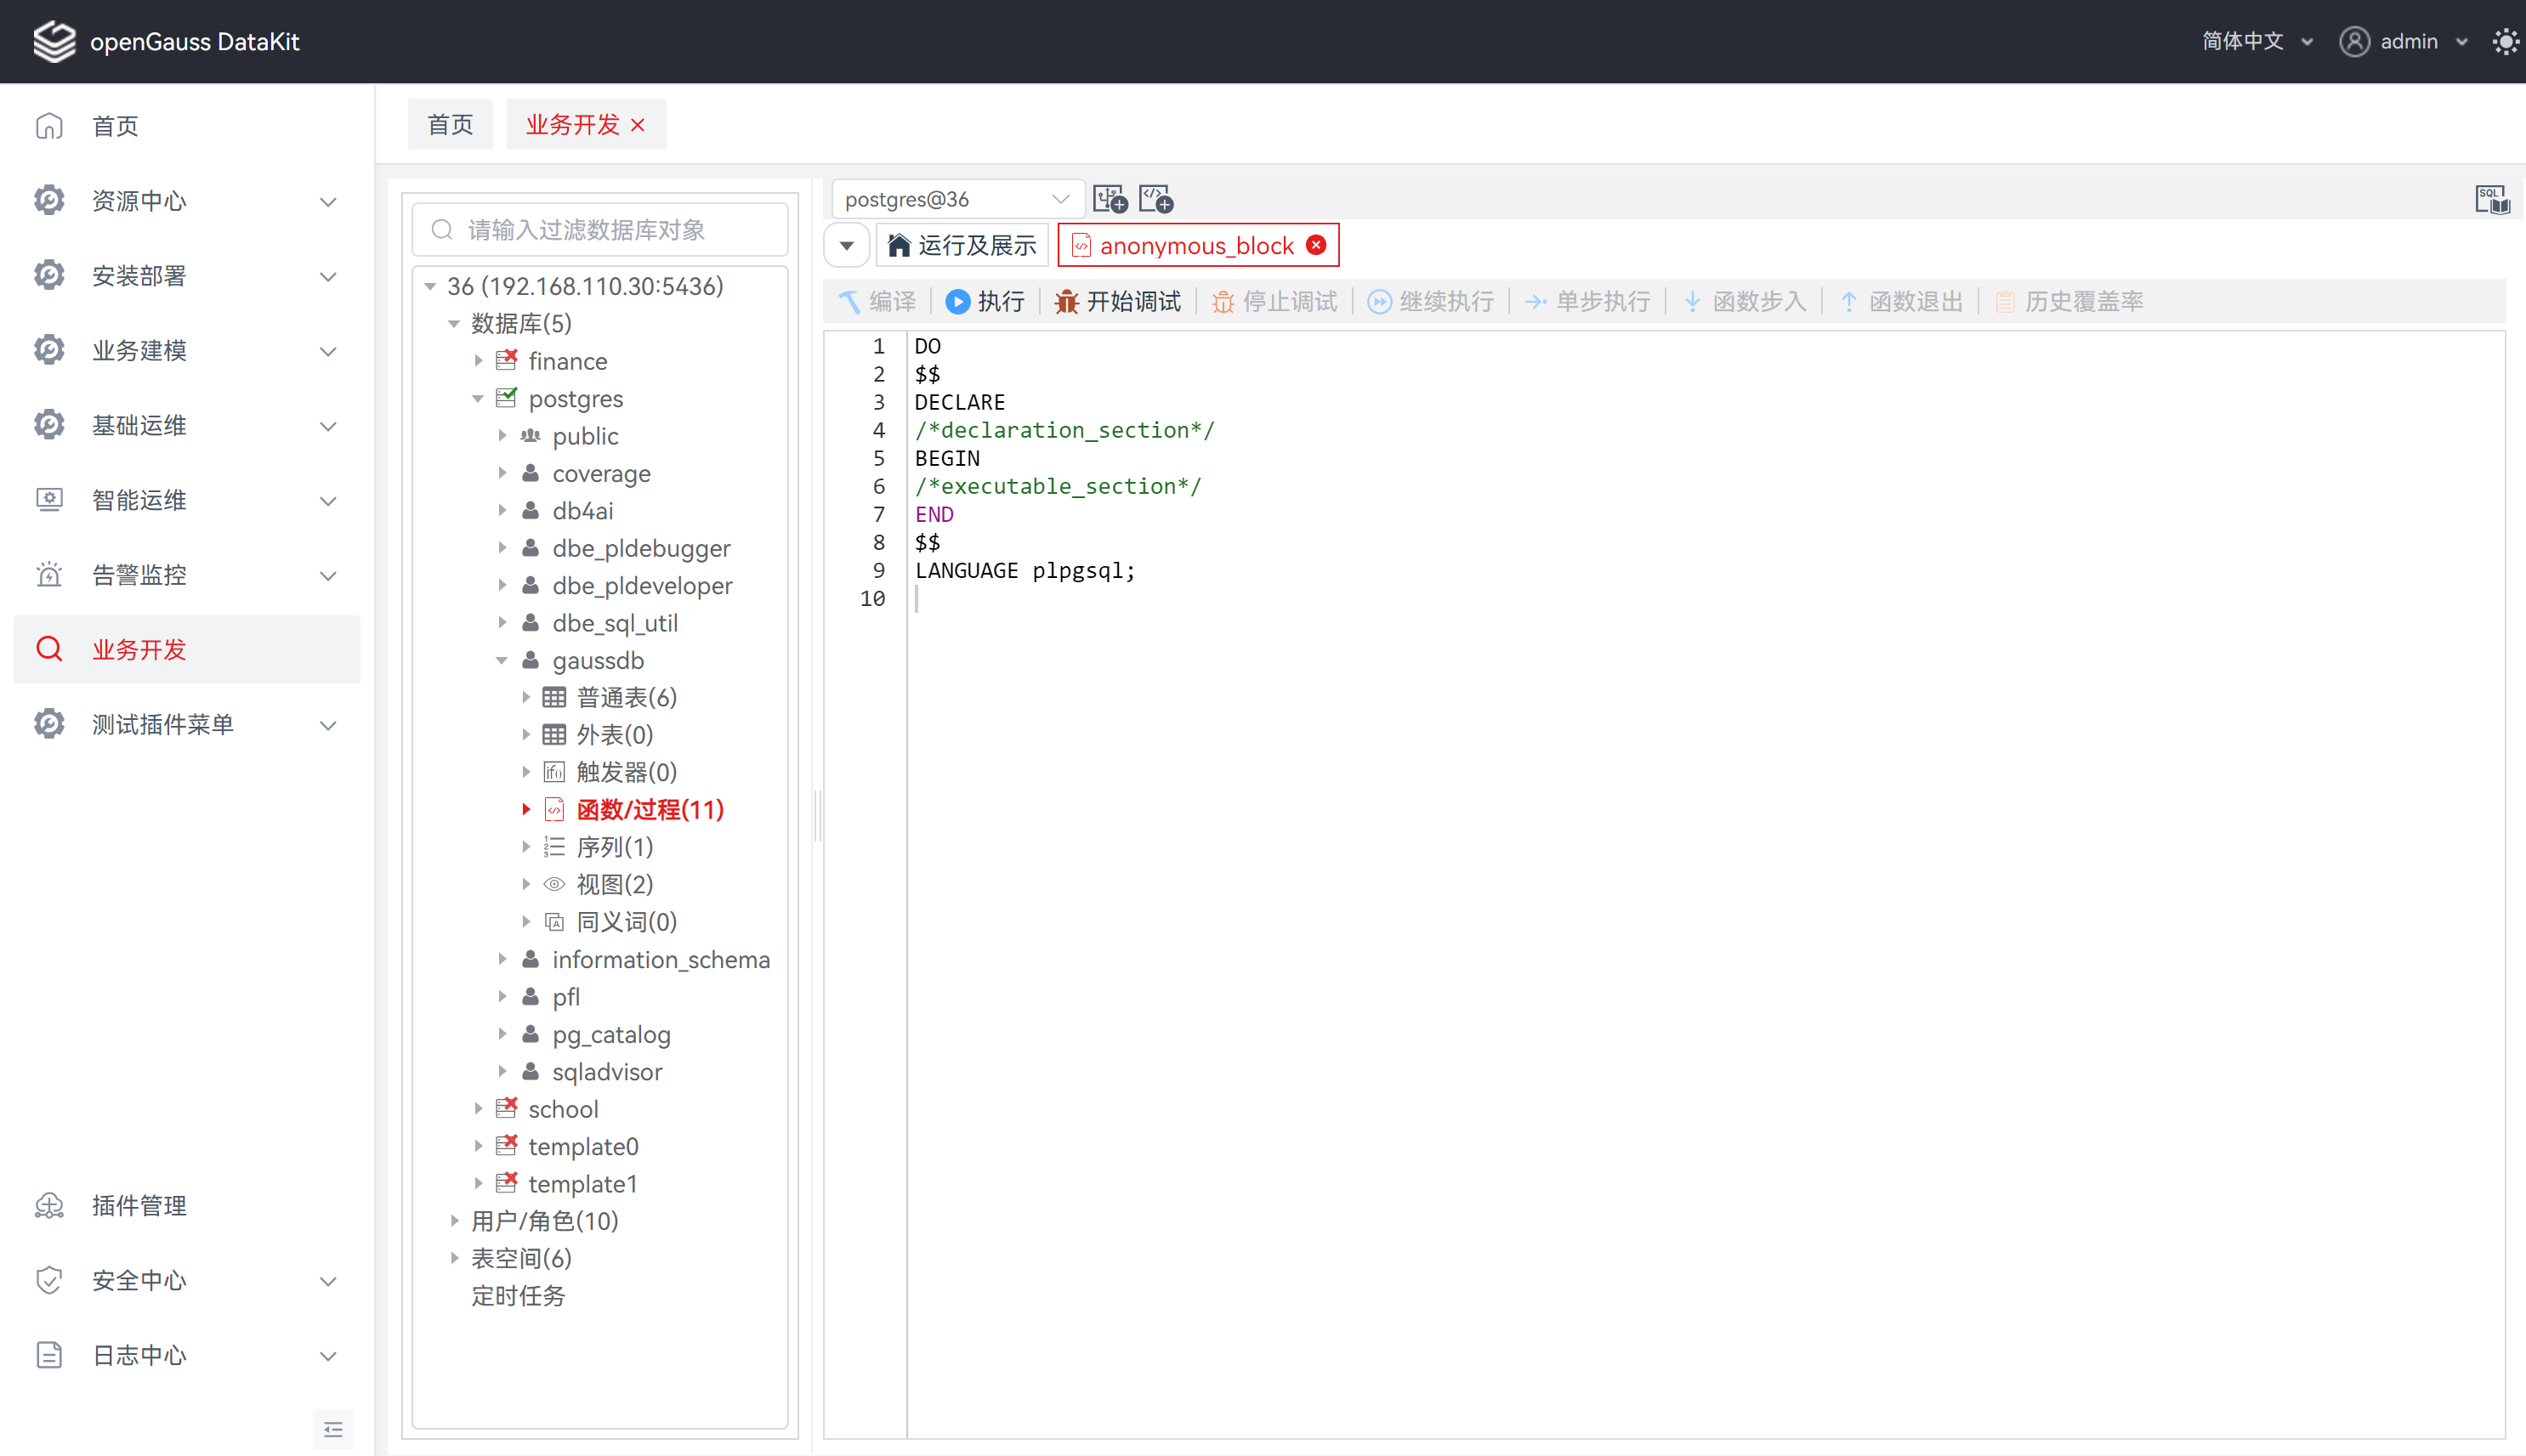 openGauss DataKit
简体中文
admin
首页
资源中心
安装部署
业务建模
基础运维
智能运维
告警监控
业务开发
测试插件菜单
插件管理
安全中心
日志中心
首页
业务开发
请输入过滤数据库对象
36 (192.168.110.30:5436)
数据库(5)
finance
postgres
public
coverage
db4ai
dbe_pldebugger
dbe_pldeveloper
dbe_sql_util
gaussdb
普通表(6)
外表(0)
触发器(0)
函数/过程(11)
序列(1)
视图(2)
同义词(0)
information_schema
pfl
pg_catalog
sqladvisor
school
template0
template1
用户/角色(10)
表空间(6)
定时任务
postgres@36
SQL
运行及展示
anonymous_block
编译 执行 开始调试 停止调试 继续执行 单步执行 函数步入 函数退出 历史覆盖率
1 DO
2 $$
3 DECLARE
4 /*declaration_section*/
5 BEGIN
6 /*executable_section*/
7 END
8 $$
9 LANGUAGE plpgsql;
10